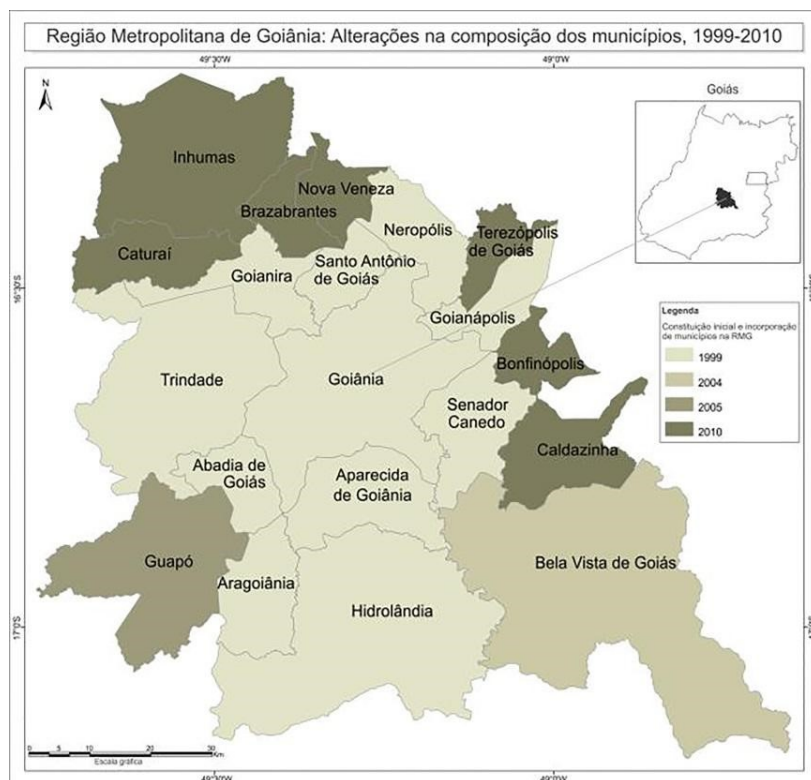 Região Metropolitana de Goiânia: Alterações na composição dos municípios, 1999-2010
49°30'W
49°0'W
N
Goiás
Inhumas
Nova Veneza
Brazabrantes
Neropólis
Terezópolis
de Goiás
Caturaí
Goianira
Santo Antônio
de Goiás
16°30'S
Goianápolis
Legenda
Constituição inicial e incorporação
de municípios na RMG
1999
2004
2005
2010
Bonfinópolis
Trindade
Goiânia
Senador
Canedo
Caldazinha
Abadia de
Goiás
Aparecida
de Goiânia
Guapó
Bela Vista de Goiás
Aragoiânia
Hidrolândia
17°0'S
0 5 10 20 30
Km
Escala gráfica
49°30'W
49°0'W